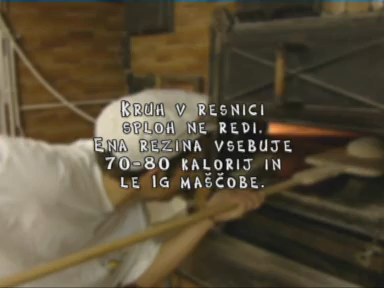 KRUH V RESNICI
SPLOH NE REDI.
ENA REZINA VSEBUJE
70-80 KALORIJ IN
LE 1G MAŠČOBE.